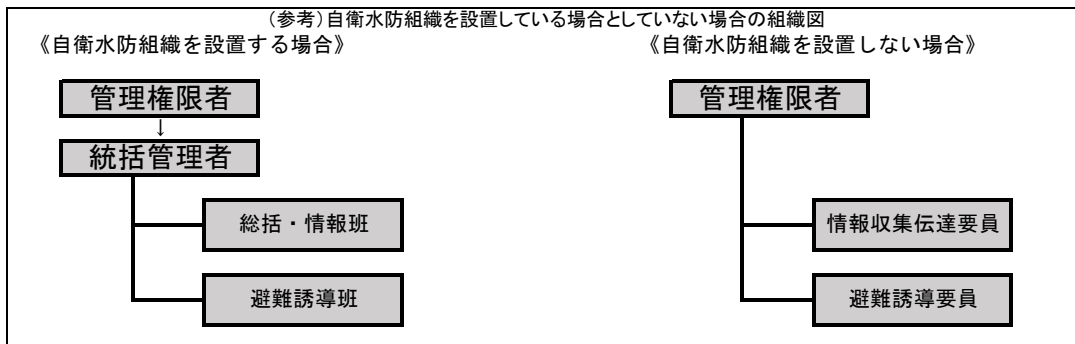 (参考)自衛水防組織を設置している場合としていない場合の組織図
《自衛水防組織を設置する場合》
管理権限者
↓
統括管理者
総括・情報班
避難誘導班
《自衛水防組織を設置しない場合》
管理権限者
情報収集伝達要員
避難誘導要員